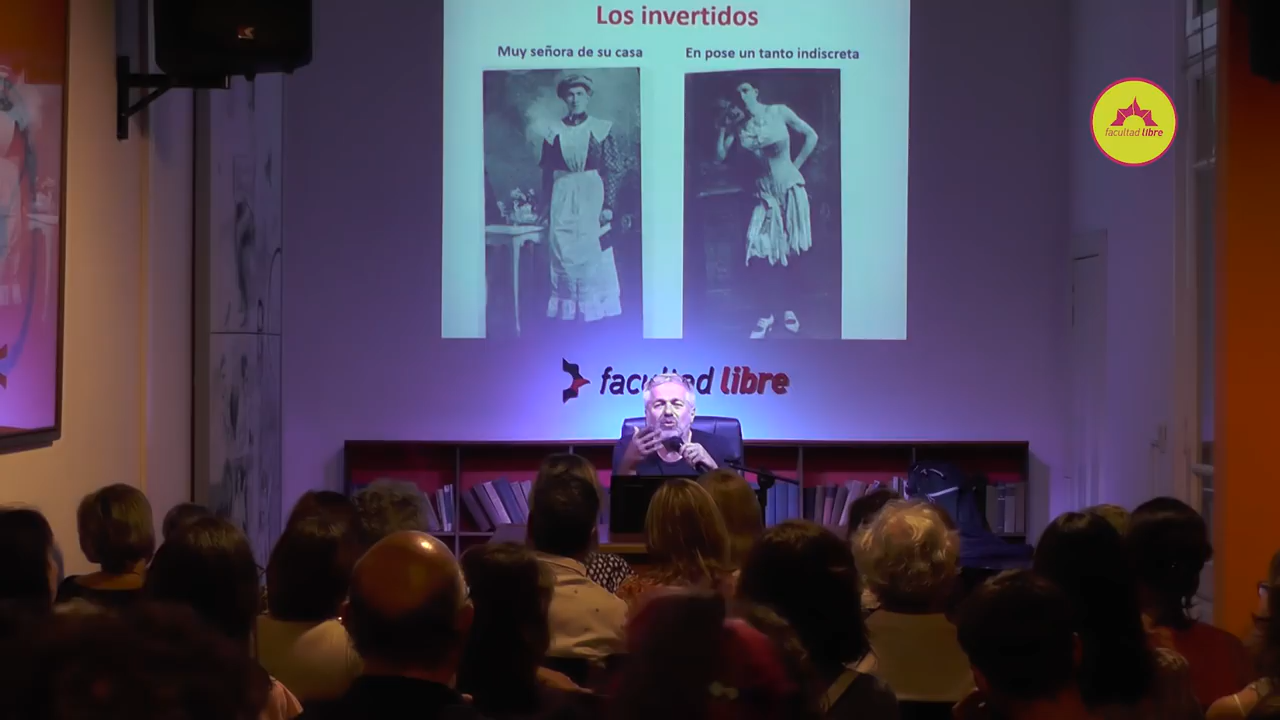 Los invertidos
Muy señora de su casa
En pose un tanto indiscreta
facultad libre
facultad libre